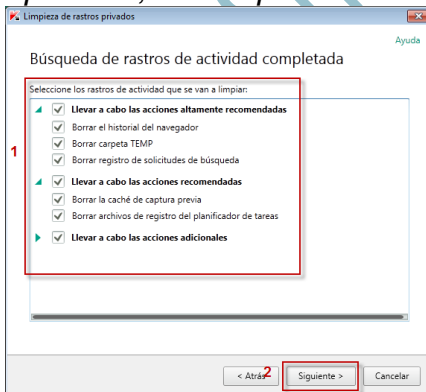 Limpieza de rastros privados
Ayuda
Búsqueda de rastros de actividad completada
Seleccione los rastros de actividad que se van a limpiar:
Llevar a cabo las acciones altamente recomendadas
Borrar el historial del navegador
Borrar carpeta TEMP
1
Borrar registro de solicitudes de búsqueda
Llevar a cabo las acciones recomendadas
Borrar la caché de captura previa
Borrar archivos de registro del planificador de tareas
Llevar a cabo las acciones adicionales
< Atrás 2 Siguiente > Cancelar